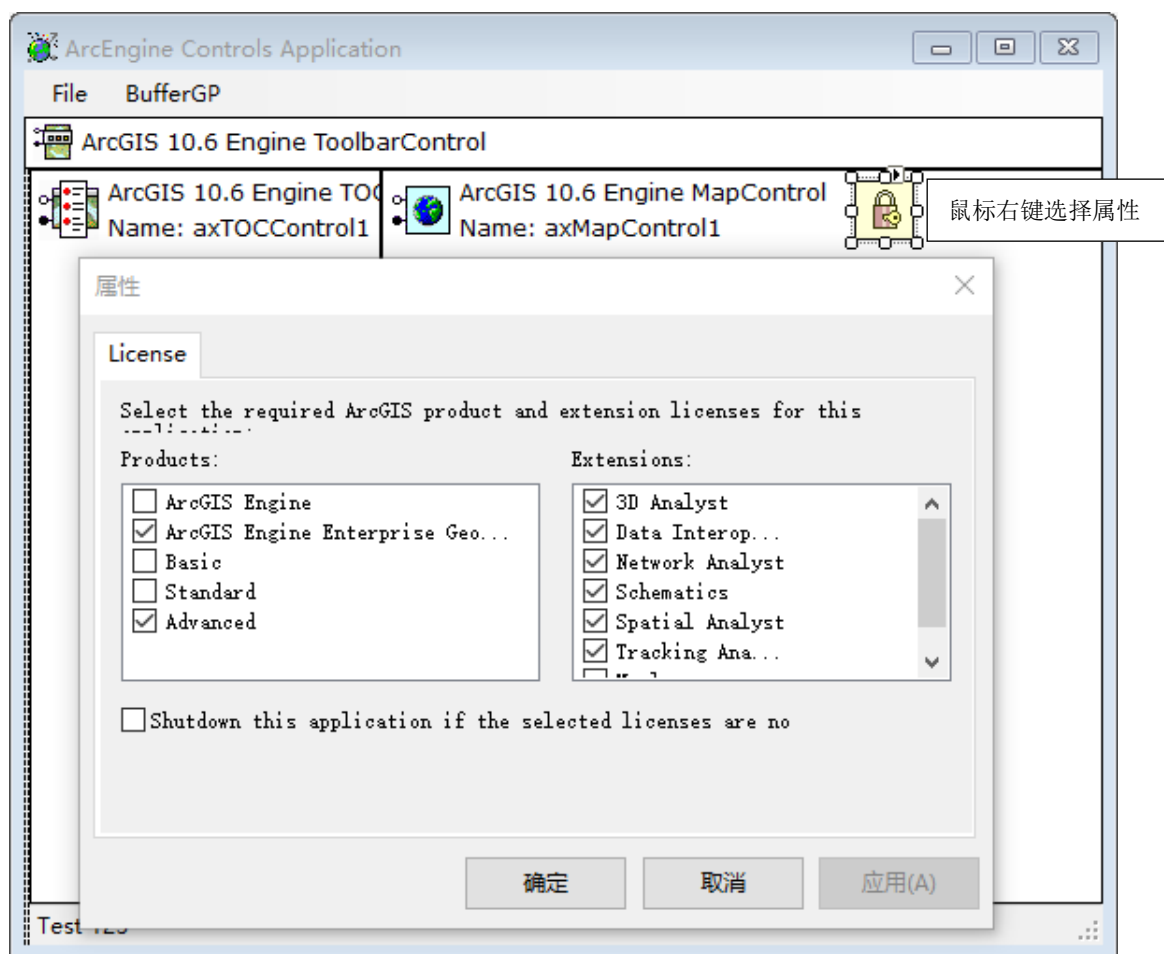 ArcEngine Controls Application
File BufferGP
ArcGIS 10.6 Engine ToolbarControl
ArcGIS 10.6 Engine TOC
Name: axTOCControl1
ArcGIS 10.6 Engine MapControl
Name: axMapControl1
鼠标右键选择属性
属性
License
Select the required ArcGIS product and extension licenses for this
Products:
ArcGIS Engine
ArcGIS Engine Enterprise Geo...
Basic
Standard
Advanced
Extensions:
3D Analyst
Data Interop...
Network Analyst
Schematics
Spatial Analyst
Tracking Ana...
Shutdown this application if the selected licenses are no
确定
取消
应用(A)
Test 123